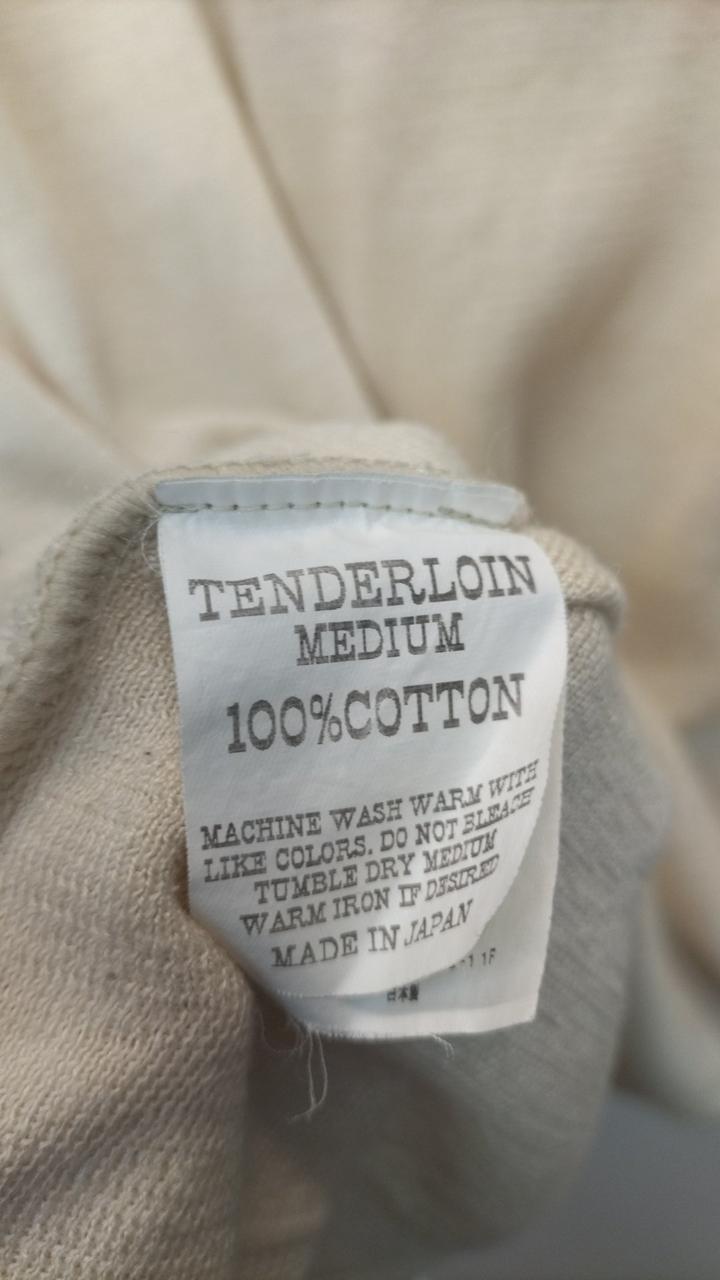 TENDERLOIN
MEDIUM
100%COTTON
MACHINE WASH WARM WITH
LIKE COLORS. DO NOT BLEACH
TUMBLE DRY MEDIUM
WARM IRON IF DESIRED
MADE IN JAPAN
1F
日本製